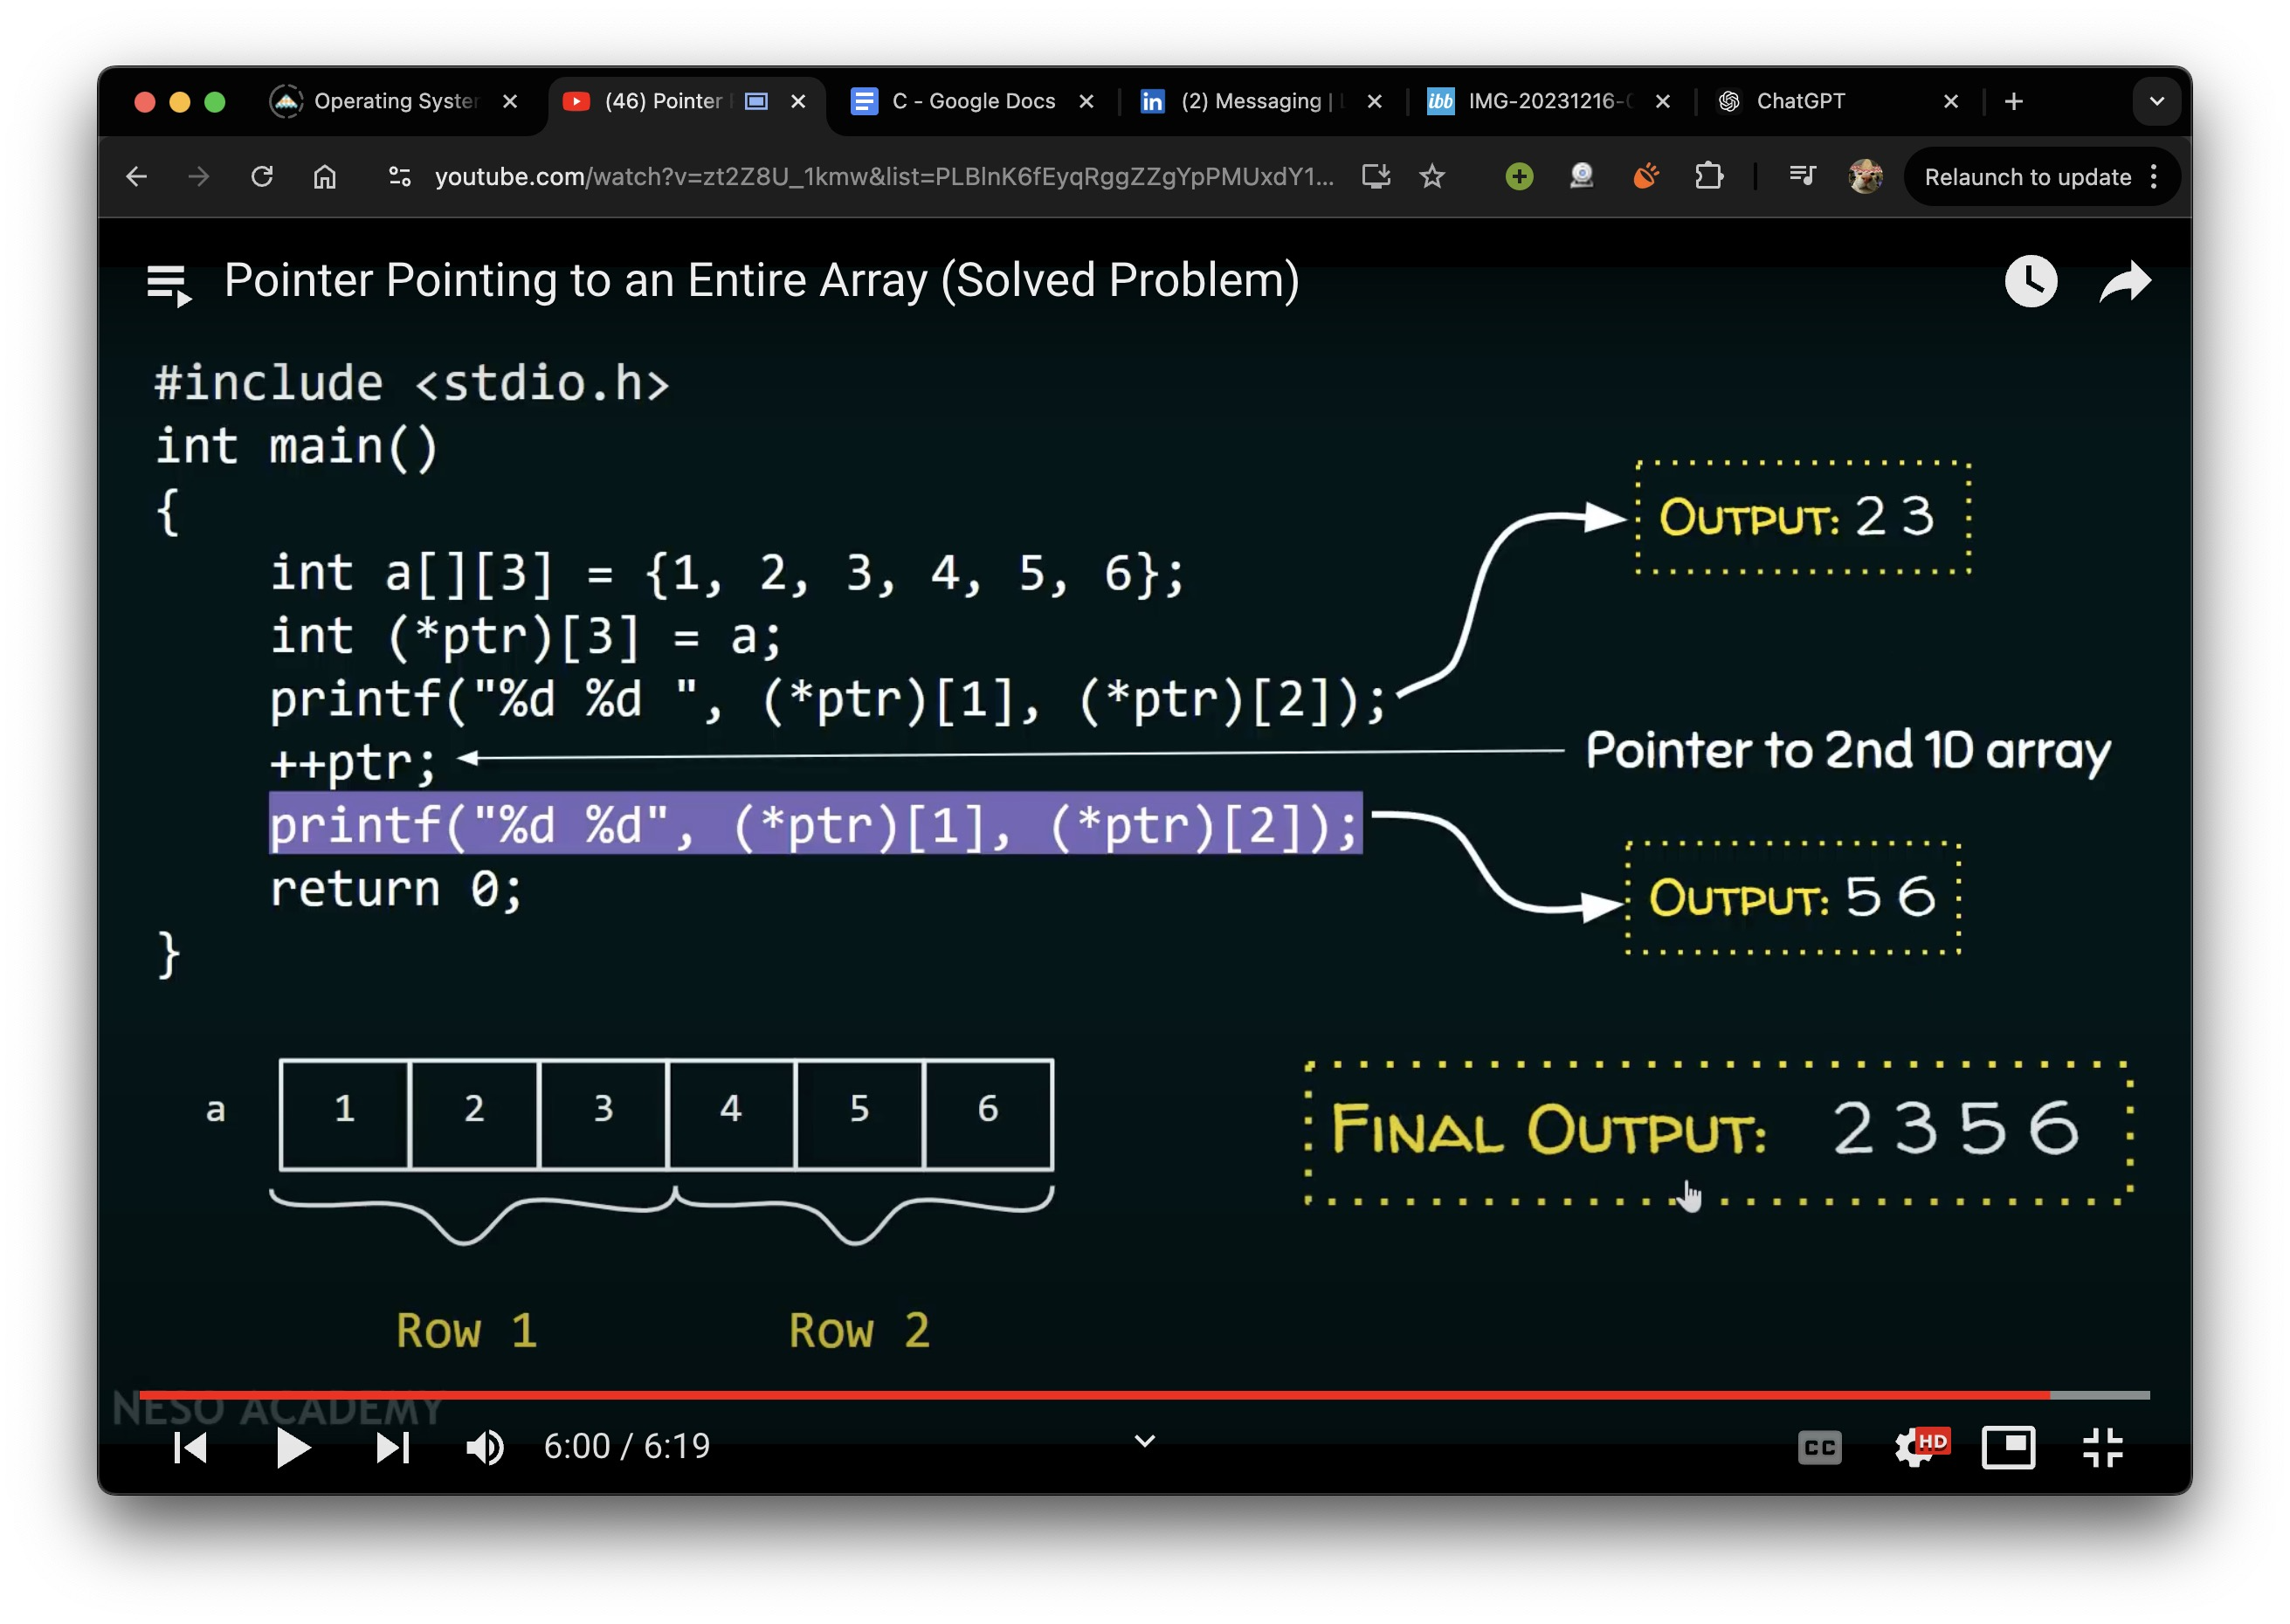 Operating Syster
(46) Pointer
C - Google Docs
(2) Messaging |
IMG-20231216-
ChatGPT
youtube.com/watch?v=zt2Z8U_1kmw&list=PLBlnK6fEyqRggZZgYpPMUxdY1...
Relaunch to update
Pointer Pointing to an Entire Array (Solved Problem)
#include <stdio.h>
int main()
{
int a[][3] = {1, 2, 3, 4, 5, 6};
int (*ptr)[3] = a;
printf("%d %d ", (*ptr)[1], (*ptr)[2]);
OUTPUT: 2 3
++ptr;
Pointer to 2nd 1D array
printf("%d %d", (*ptr)[1], (*ptr)[2]);
OUTPUT: 5 6
return 0;
}
a 1 2 3 4 5 6
FINAL OUTPUT: 2 3 5 6
Row 1 Row 2
NESO ACADEMY
6:00 / 6:19
CC
HD